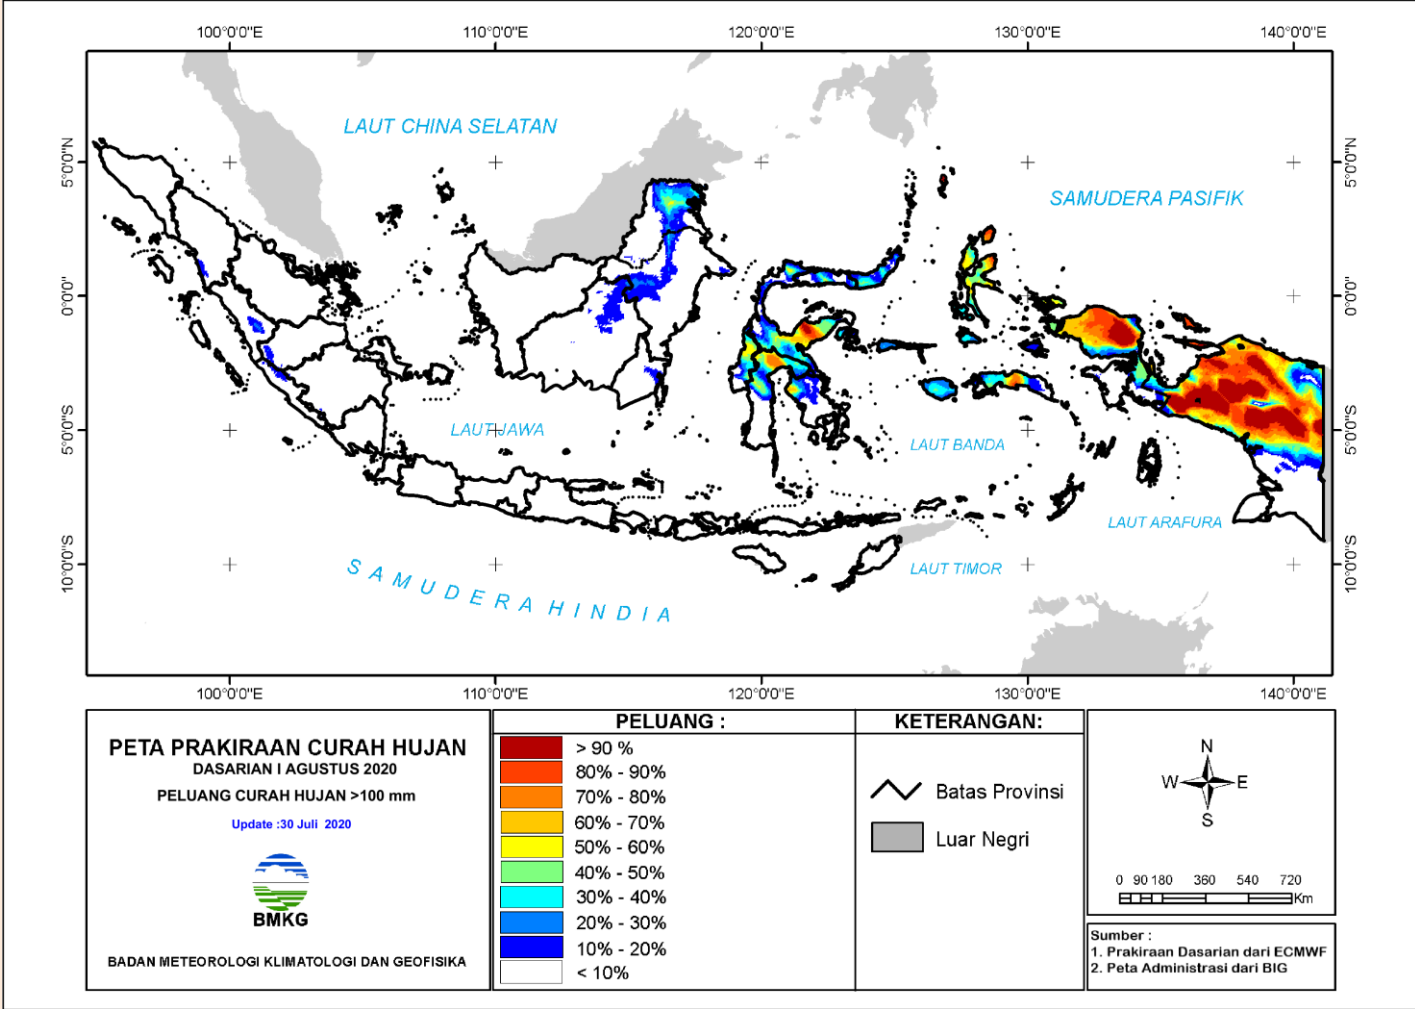 100°0'0"E 110°0'0"E 120°0'0"E 130°0'0"E 140°0'0"E
5°0'0"N 5°0'0"N
LAUT CHINA SELATAN
SAMUDERA PASIFIK
0°0'0" 0°0'0"
5°0'0"S 5°0'0"S
LAUT JAWA
LAUT BANDA
LAUT ARAFURA
10°0'0"S 10°0'0"S
LAUT TIMOR
SAMUDERA HINDIA
100°0'0"E 110°0'0"E 120°0'0"E 130°0'0"E 140°0'0"E
PETA PRAKIRAAN CURAH HUJAN
DASARIAN I AGUSTUS 2020
PELUANG CURAH HUJAN >100 mm
Update :30 Juli 2020
BMKG
BADAN METEOROLOGI KLIMATOLOGI DAN GEOFISIKA
PELUANG :
> 90 %
80% - 90%
70% - 80%
60% - 70%
50% - 60%
40% - 50%
30% - 40%
20% - 30%
10% - 20%
< 10%
KETERANGAN:
Batas Provinsi
Luar Negri
N
W E
S
0 90 180 360 540 720
Km
Sumber :
1. Prakiraan Dasarian dari ECMWF
2. Peta Administrasi dari BIG